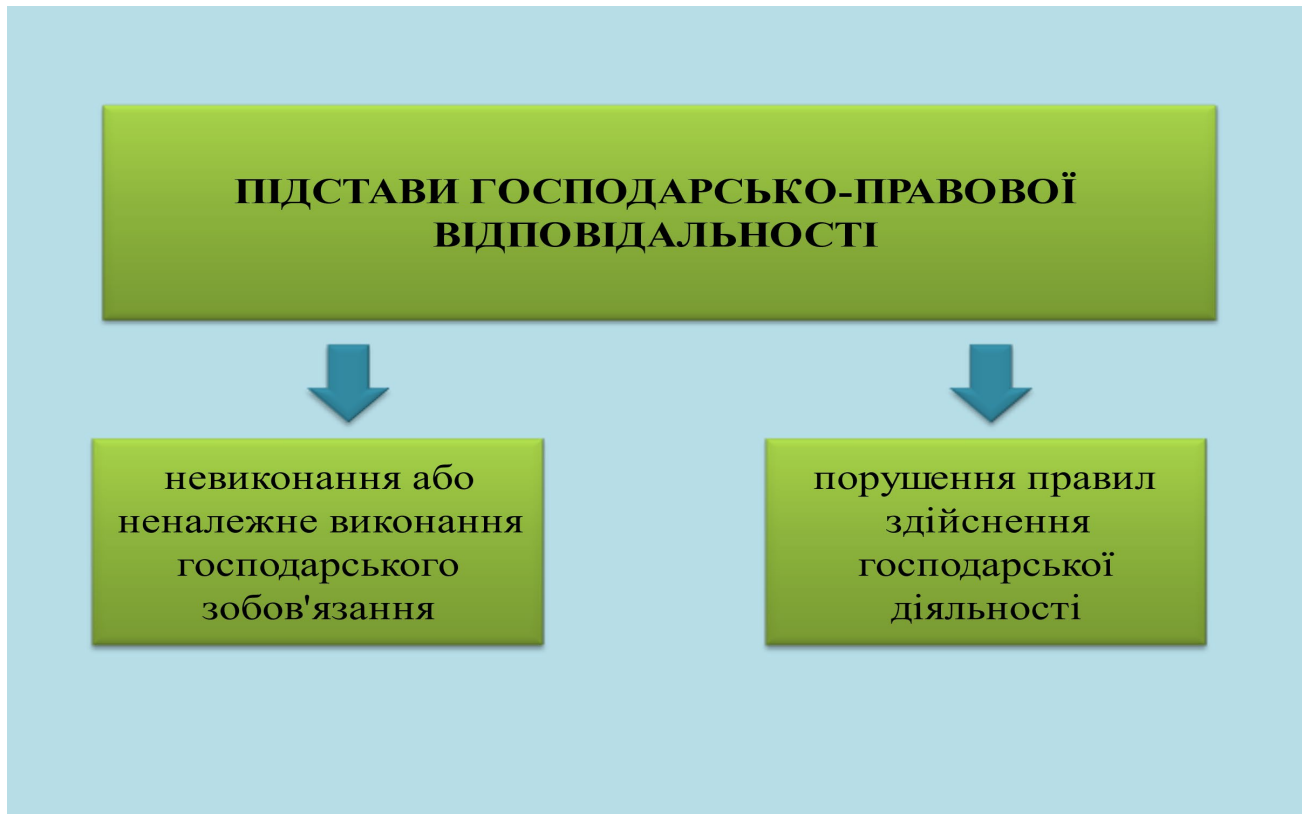 ПІДСТАВИ ГОСПОДАРСЬКО-ПРАВОВОЇ
ВІДПОВІДАЛЬНОСТІ
невиконання або
неналежне виконання
господарського
зобов'язання
порушення правил
здійснення
господарської
діяльності